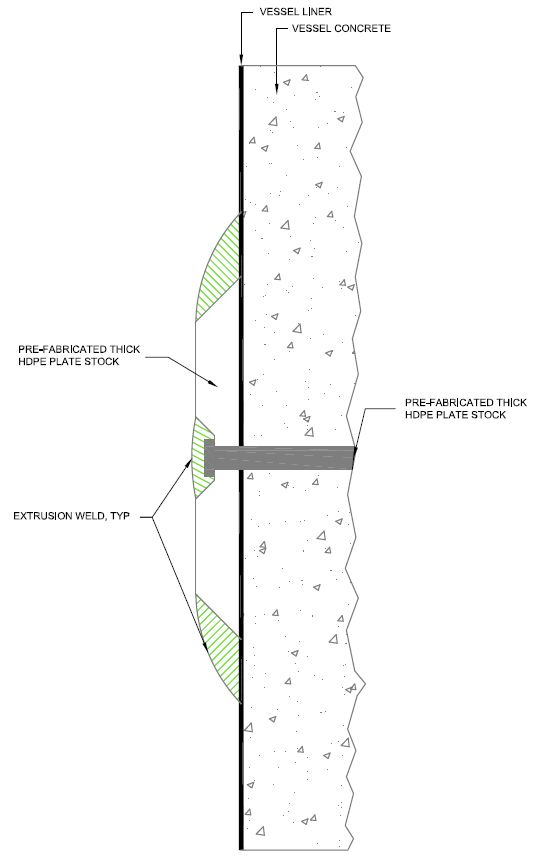 VESSEL LINER
VESSEL CONCRETE
PRE-FABRICATED THICK
HDPE PLATE STOCK
PRE-FABRICATED THICK
HDPE PLATE STOCK
EXTRUSION WELD, TYP